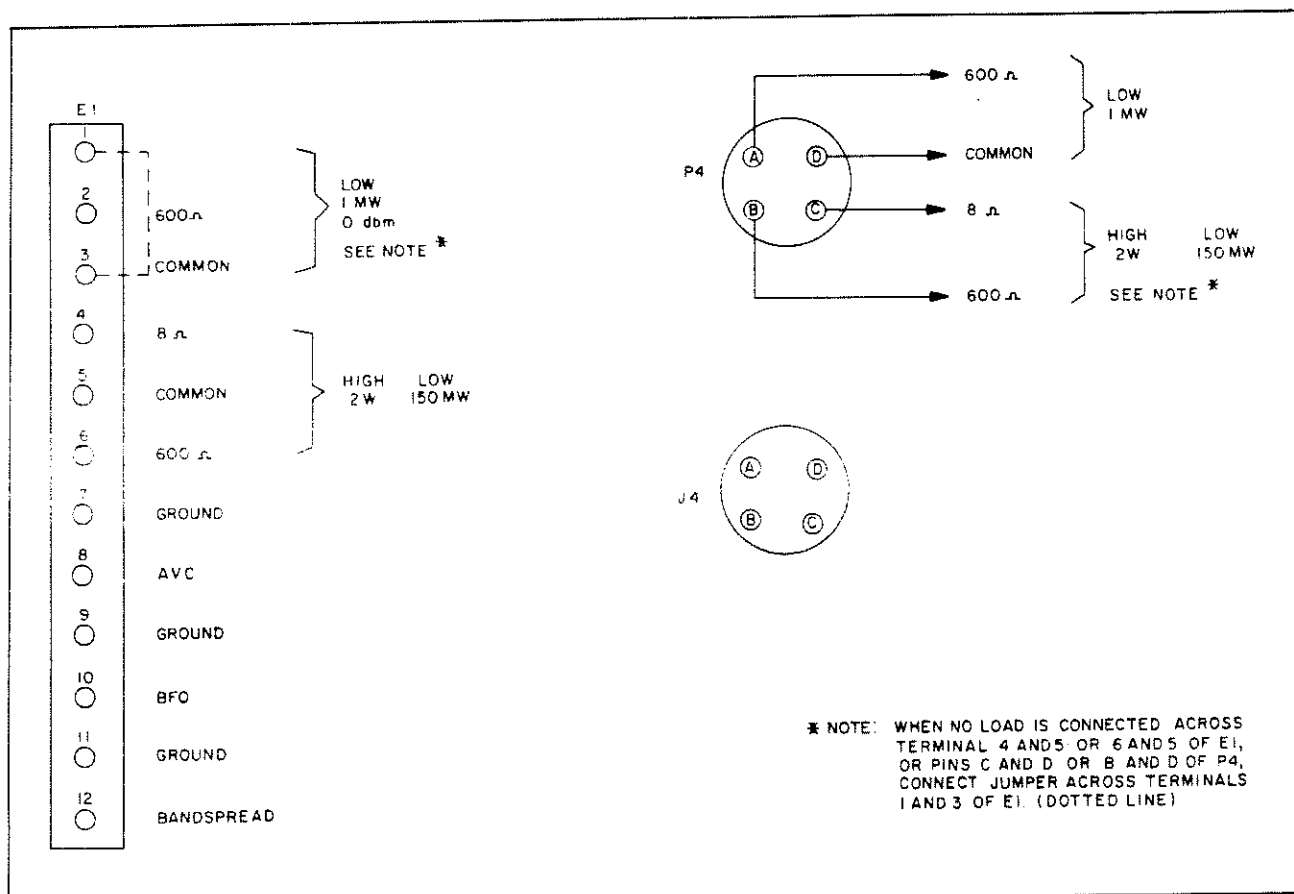 E1
1
2
600Ω
3
COMMON
LOW
1 MW
0 dbm
SEE NOTE *
4
8 Ω
5
COMMON
6
600 Ω
HIGH LOW
2W 150 MW
7
GROUND
8
AVC
9
GROUND
10
BFO
11
GROUND
12
BANDSPREAD
P4
A
D
B
C
600 Ω
COMMON
LOW
1 MW
8 Ω
600 Ω
HIGH LOW
2W 150 MW
SEE NOTE *
J4
A
D
B
C
* NOTE: WHEN NO LOAD IS CONNECTED ACROSS
TERMINAL 4 AND 5 OR 6 AND 5 OF E1,
OR PINS C AND D OR B AND D OF P4,
CONNECT JUMPER ACROSS TERMINALS
1 AND 3 OF E1. (DOTTED LINE)